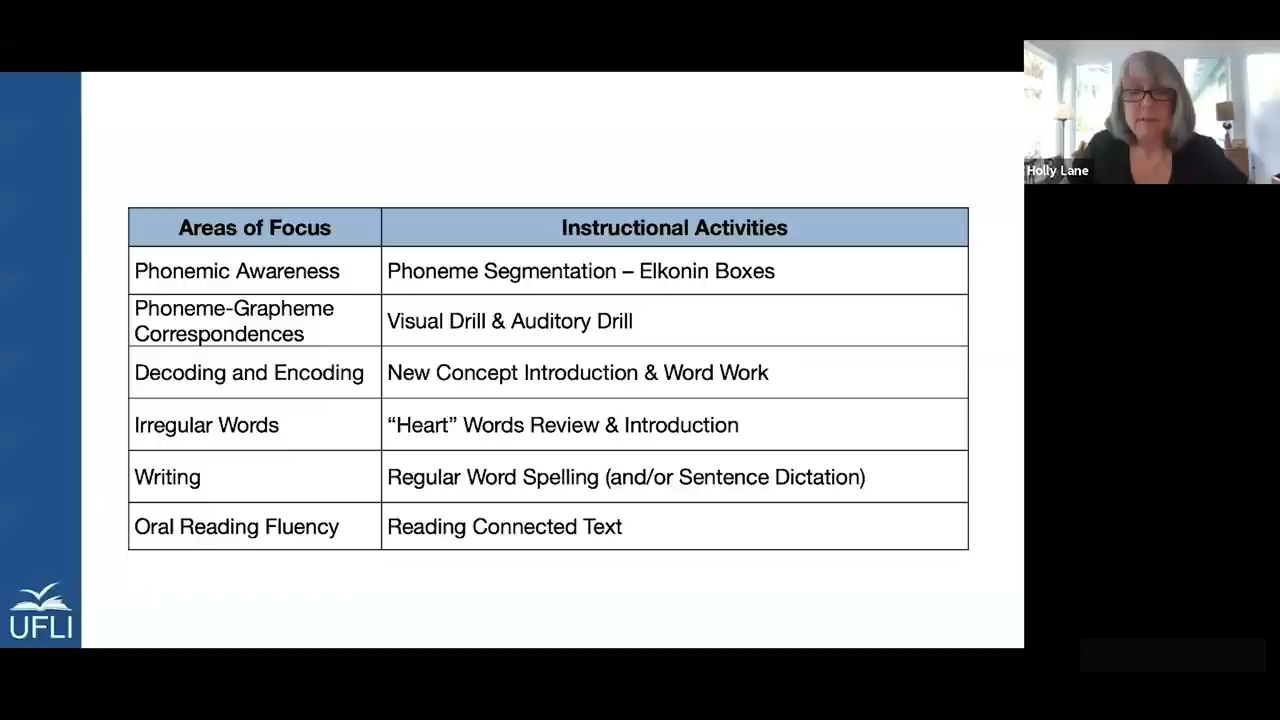 Holly Lane
Areas of Focus
Instructional Activities
Phonemic Awareness
Phoneme Segmentation – Elkonin Boxes
Phoneme-Grapheme
Correspondences
Visual Drill & Auditory Drill
Decoding and Encoding
New Concept Introduction & Word Work
Irregular Words
“Heart” Words Review & Introduction
Writing
Regular Word Spelling (and/or Sentence Dictation)
Oral Reading Fluency
Reading Connected Text
UFLI